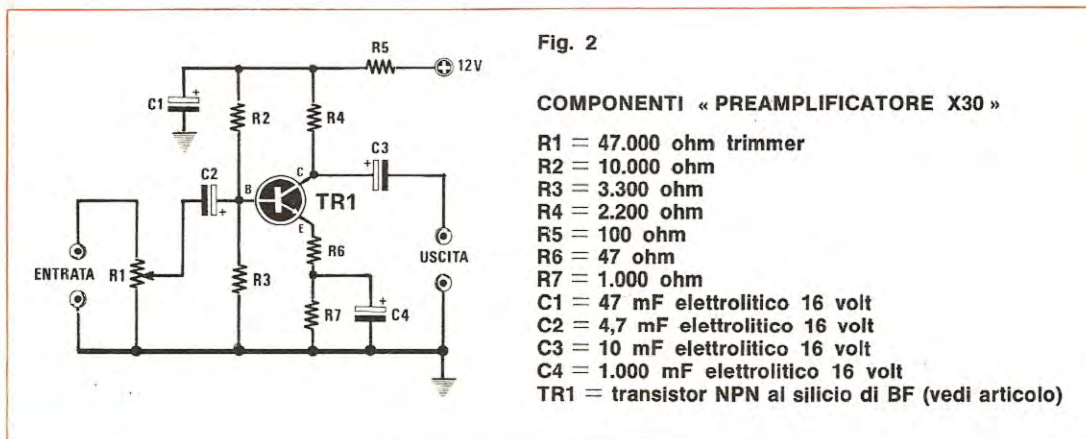 R5
12V
C1
R2
R4
C3
C2
B
C
TR1
E
R6
ENTRATA
R1
R3
USCITA
R7
C4
Fig. 2
COMPONENTI « PREAMPLIFICATORE X30 »
R1 = 47.000 ohm trimmer
R2 = 10.000 ohm
R3 = 3.300 ohm
R4 = 2.200 ohm
R5 = 100 ohm
R6 = 47 ohm
R7 = 1.000 ohm
C1 = 47 mF elettrolitico 16 volt
C2 = 4,7 mF elettrolitico 16 volt
C3 = 10 mF elettrolitico 16 volt
C4 = 1.000 mF elettrolitico 16 volt
TR1 = transistor NPN al silicio di BF (vedi articolo)